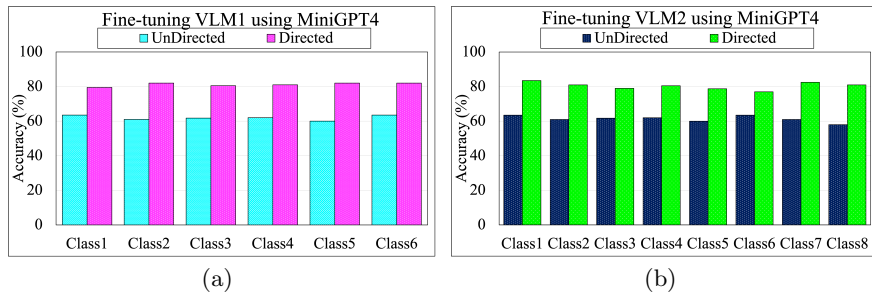 Fine-tuning VLM1 using MiniGPT4
UnDirected Directed
Accuracy (%)
100
80
60
40
20
0
Class1 Class2 Class3 Class4 Class5 Class6
(a)
Fine-tuning VLM2 using MiniGPT4
UnDirected Directed
Accuracy (%)
100
80
60
40
20
0
Class1 Class2 Class3 Class4 Class5 Class6 Class7 Class8
(b)